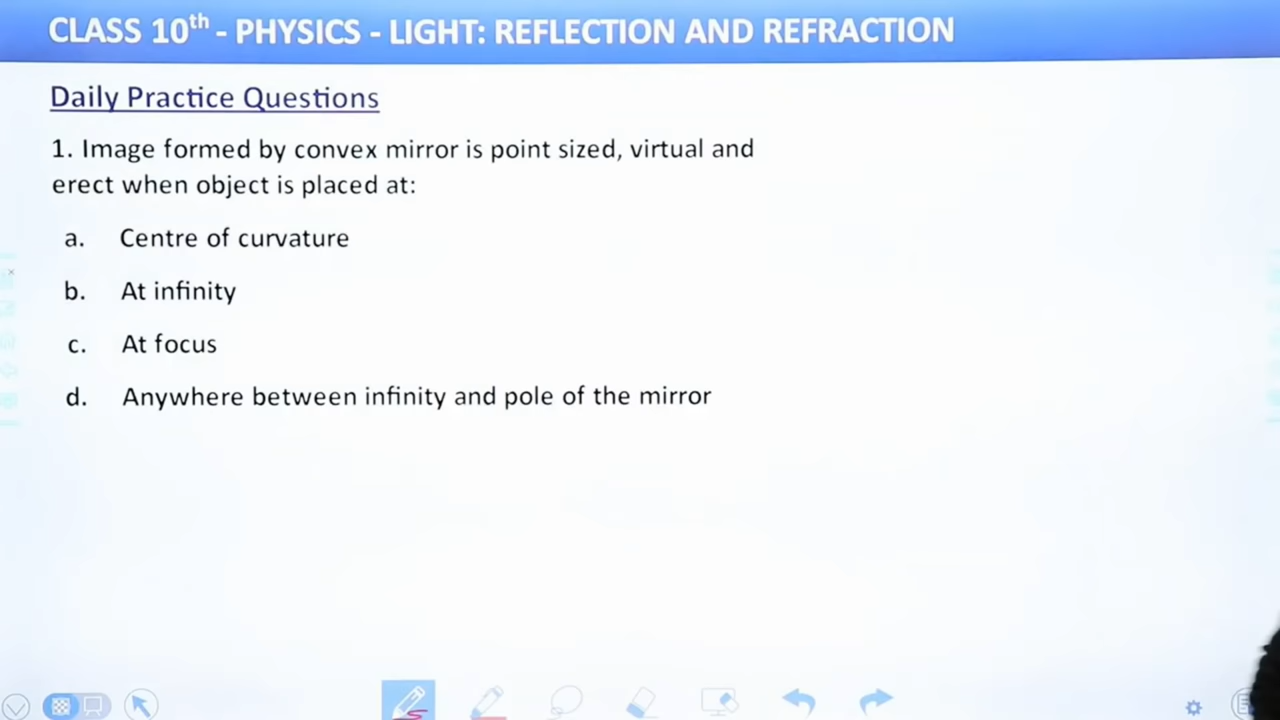 CLASS 10th - PHYSICS - LIGHT: REFLECTION AND REFRACTION
Daily Practice Questions
1. Image formed by convex mirror is point sized, virtual and
erect when object is placed at:
a. Centre of curvature
b. At infinity
c. At focus
d. Anywhere between infinity and pole of the mirror